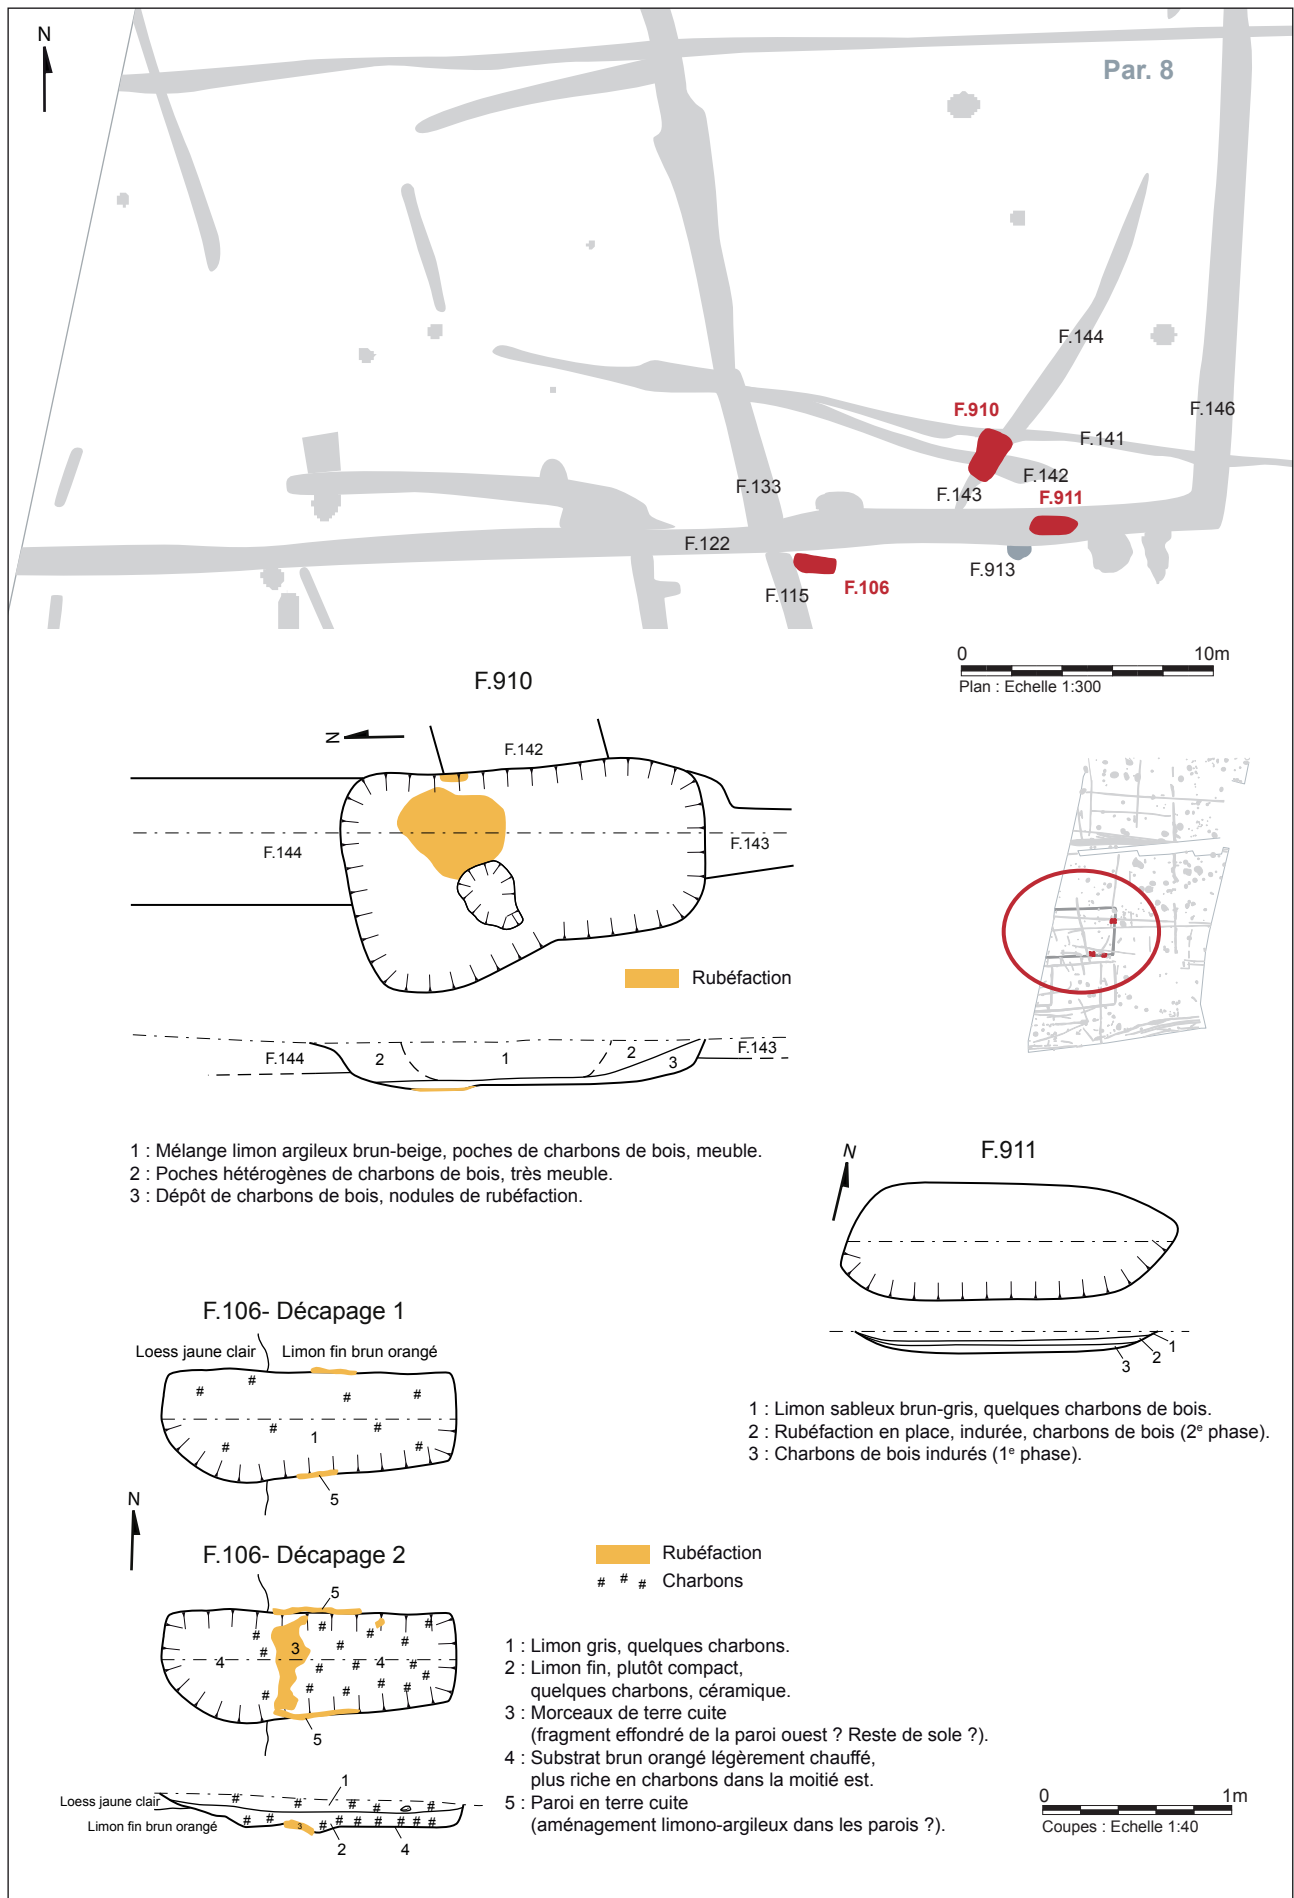 N
Par. 8
F.144
F.910
F.146
F.141
F.142
F.133
F.143
F.911
F.122
F.913
F.115
F.106
0 10m
Plan : Echelle 1:300
F.910
N
F.142
F.144
F.143
Rubéfaction
F.144
2
1
2
3
F.143
1 : Mélange limon argileux brun-beige, poches de charbons de bois, meuble.
2 : Poches hétérogènes de charbons de bois, très meuble.
3 : Dépôt de charbons de bois, nodules de rubéfaction.
F.911
N
1
2
3
1 : Limon sableux brun-gris, quelques charbons de bois.
2 : Rubéfaction en place, indurée, charbons de bois (2e phase).
3 : Charbons de bois indurés (1e phase).
F.106- Décapage 1
Loess jaune clair Limon fin brun orangé
# # # #
# #
1
# #
5
N
F.106- Décapage 2
5
3
4 4
5
Rubéfaction
# # # Charbons
1
Loess jaune clair
Limon fin brun orangé
3
2 4
1 : Limon gris, quelques charbons.
2 : Limon fin, plutôt compact,
quelques charbons, céramique.
3 : Morceaux de terre cuite
(fragment effondré de la paroi ouest ? Reste de sole ?).
4 : Substrat brun orangé légèrement chauffé,
plus riche en charbons dans la moitié est.
5 : Paroi en terre cuite
(aménagement limono-argileux dans les parois ?).
0 1m
Coupes : Echelle 1:40